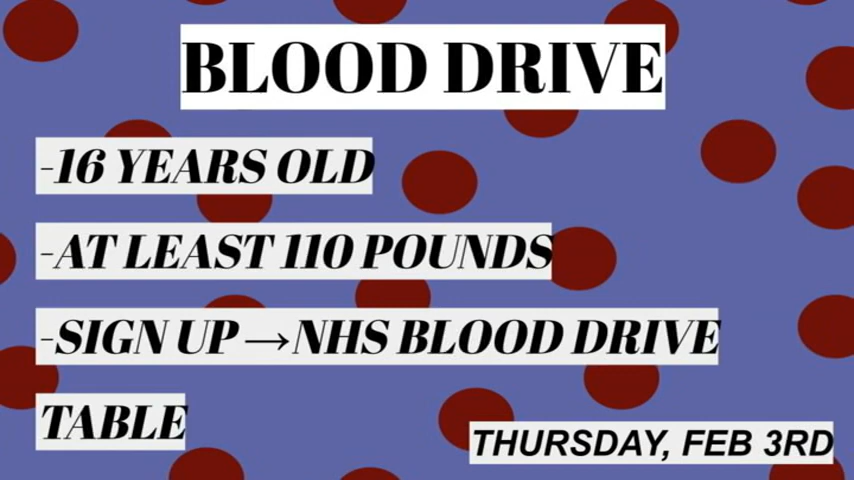 BLOOD DRIVE
-16 YEARS OLD
-AT LEAST 110 POUNDS
-SIGN UP →NHS BLOOD DRIVE
TABLE
THURSDAY, FEB 3RD